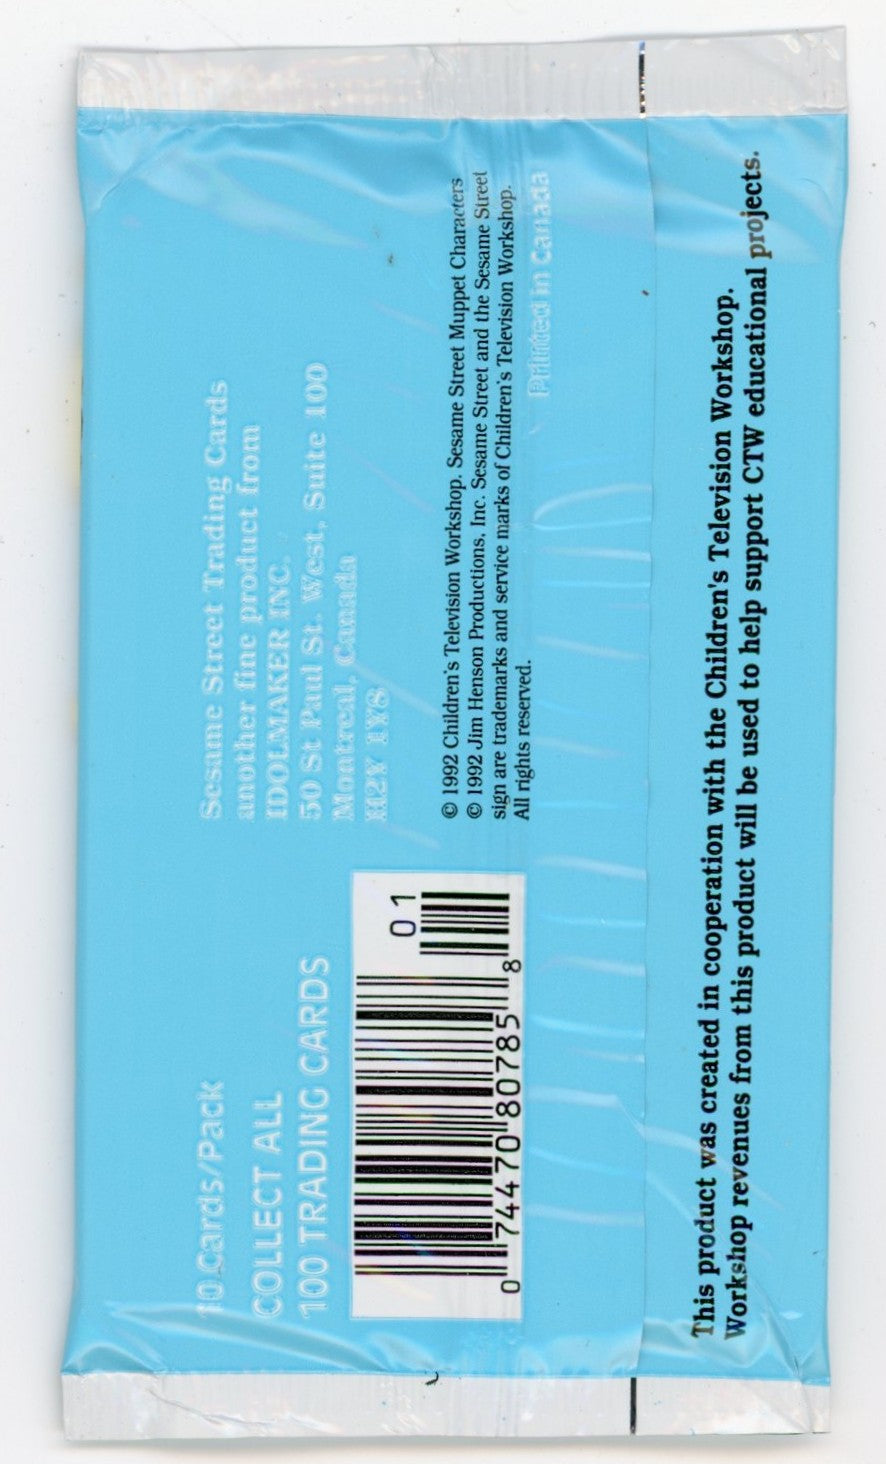 10 Cards/Pack
COLLECT ALL
100 TRADING CARDS
0 74470 80785 8
01
Sesame Street Trading Cards
another fine product from
IDOLMAKER INC.
50 St Paul St. West, Suite 100
Montreal, Canada
H2Y 1Y8
© 1992 Children's Television Workshop. Sesame Street Muppet Characters
© 1992 Jim Henson Productions, Inc. Sesame Street and the Sesame Street
sign are trademarks and service marks of Children's Television Workshop.
All rights reserved.
Printed in Canada
This product was created in cooperation with the Children's Television Workshop.
Workshop revenues from this product will be used to help support CTW educational projects.